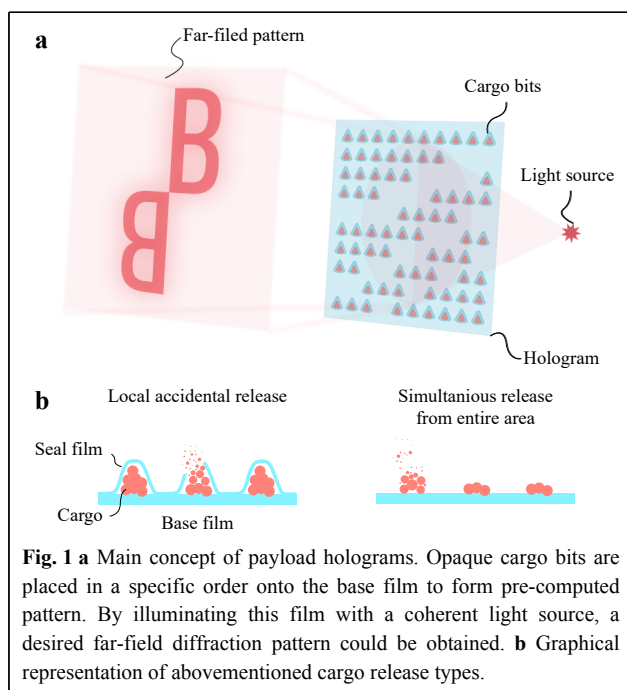 a
Far-filed pattern
Cargo bits
Light source
Hologram
b
Local accidental release
Simultanious release
from entire area
Seal film
Cargo
Base film
Fig. 1 a Main concept of payload holograms. Opaque cargo bits are
placed in a specific order onto the base film to form pre-computed
pattern. By illuminating this film with a coherent light source, a
desired far-field diffraction pattern could be obtained. b Graphical
representation of abovementioned cargo release types.